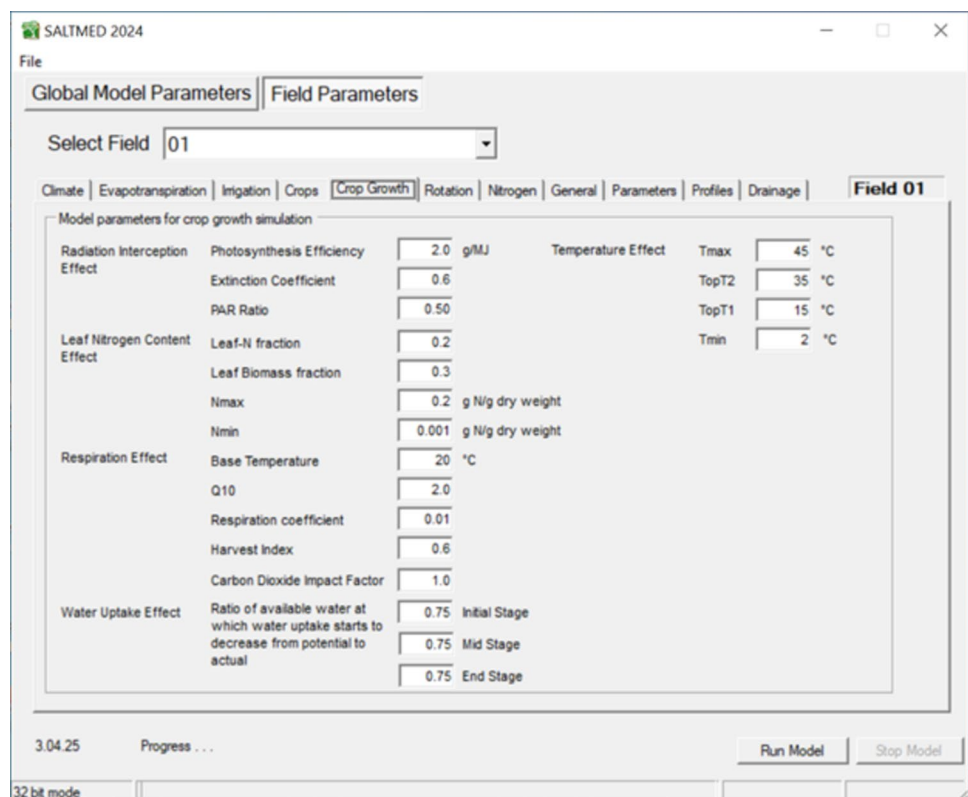 SALTMED 2024
File
Global Model Parameters Field Parameters
Select Field 01
Climate Evapotranspiration Irrigation Crops Crop Growth Rotation Nitrogen General Parameters Profiles Drainage Field 01
Model parameters for crop growth simulation
Radiation Interception Effect Photosynthesis Efficiency 2.0 g/MJ Temperature Effect Tmax 45 °C
Extinction Coefficient 0.6 TopT2 35 °C
PAR Ratio 0.50 TopT1 15 °C
Leaf Nitrogen Content Effect Leaf-N fraction 0.2 Tmin 2 °C
Leaf Biomass fraction 0.3
Nmax 0.2 g N/g dry weight
Nmin 0.001 g N/g dry weight
Respiration Effect Base Temperature 20 °C
Q10 2.0
Respiration coefficient 0.01
Harvest Index 0.6
Carbon Dioxide Impact Factor 1.0
Water Uptake Effect Ratio of available water at 0.75 Initial Stage
which water uptake starts to
decrease from potential to 0.75 Mid Stage
actual
0.75 End Stage
3.04.25 Progress . . . Run Model Stop Model
32 bit mode